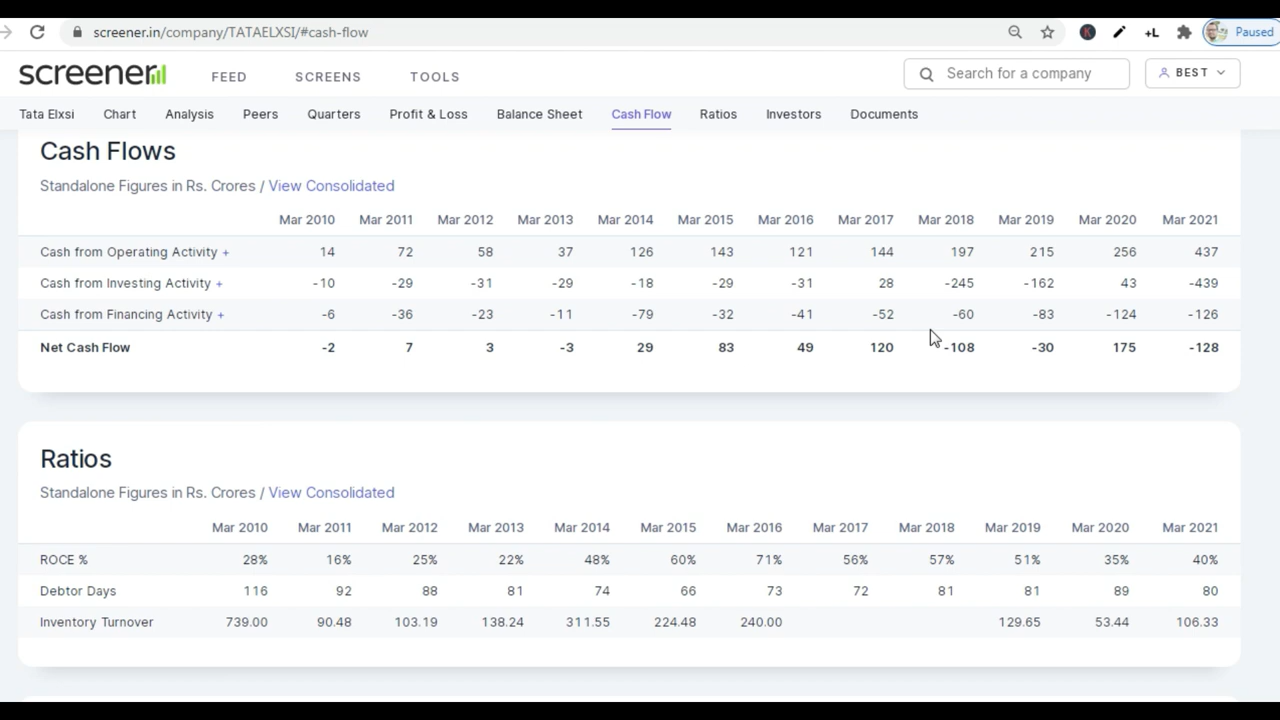 screener.in/company/TATAELXSI/#cash-flow
K
+L
Paused
screener
FEED SCREENS TOOLS
Search for a company
BEST
Tata Elxsi Chart Analysis Peers Quarters Profit & Loss Balance Sheet Cash Flow Ratios Investors Documents
Cash Flows
Standalone Figures in Rs. Crores / View Consolidated
Mar 2010 Mar 2011 Mar 2012 Mar 2013 Mar 2014 Mar 2015 Mar 2016 Mar 2017 Mar 2018 Mar 2019 Mar 2020 Mar 2021
Cash from Operating Activity + 14 72 58 37 126 143 121 144 197 215 256 437
Cash from Investing Activity + -10 -29 -31 -29 -18 -29 -31 28 -245 -162 43 -439
Cash from Financing Activity + -6 -36 -23 -11 -79 -32 -41 -52 -60 -83 -124 -126
Net Cash Flow -2 7 3 -3 29 83 49 120 -108 -30 175 -128
Ratios
Standalone Figures in Rs. Crores / View Consolidated
Mar 2010 Mar 2011 Mar 2012 Mar 2013 Mar 2014 Mar 2015 Mar 2016 Mar 2017 Mar 2018 Mar 2019 Mar 2020 Mar 2021
ROCE % 28% 16% 25% 22% 48% 60% 71% 56% 57% 51% 35% 40%
Debtor Days 116 92 88 81 74 66 73 72 81 81 89 80
Inventory Turnover 739.00 90.48 103.19 138.24 311.55 224.48 240.00 129.65 53.44 106.33